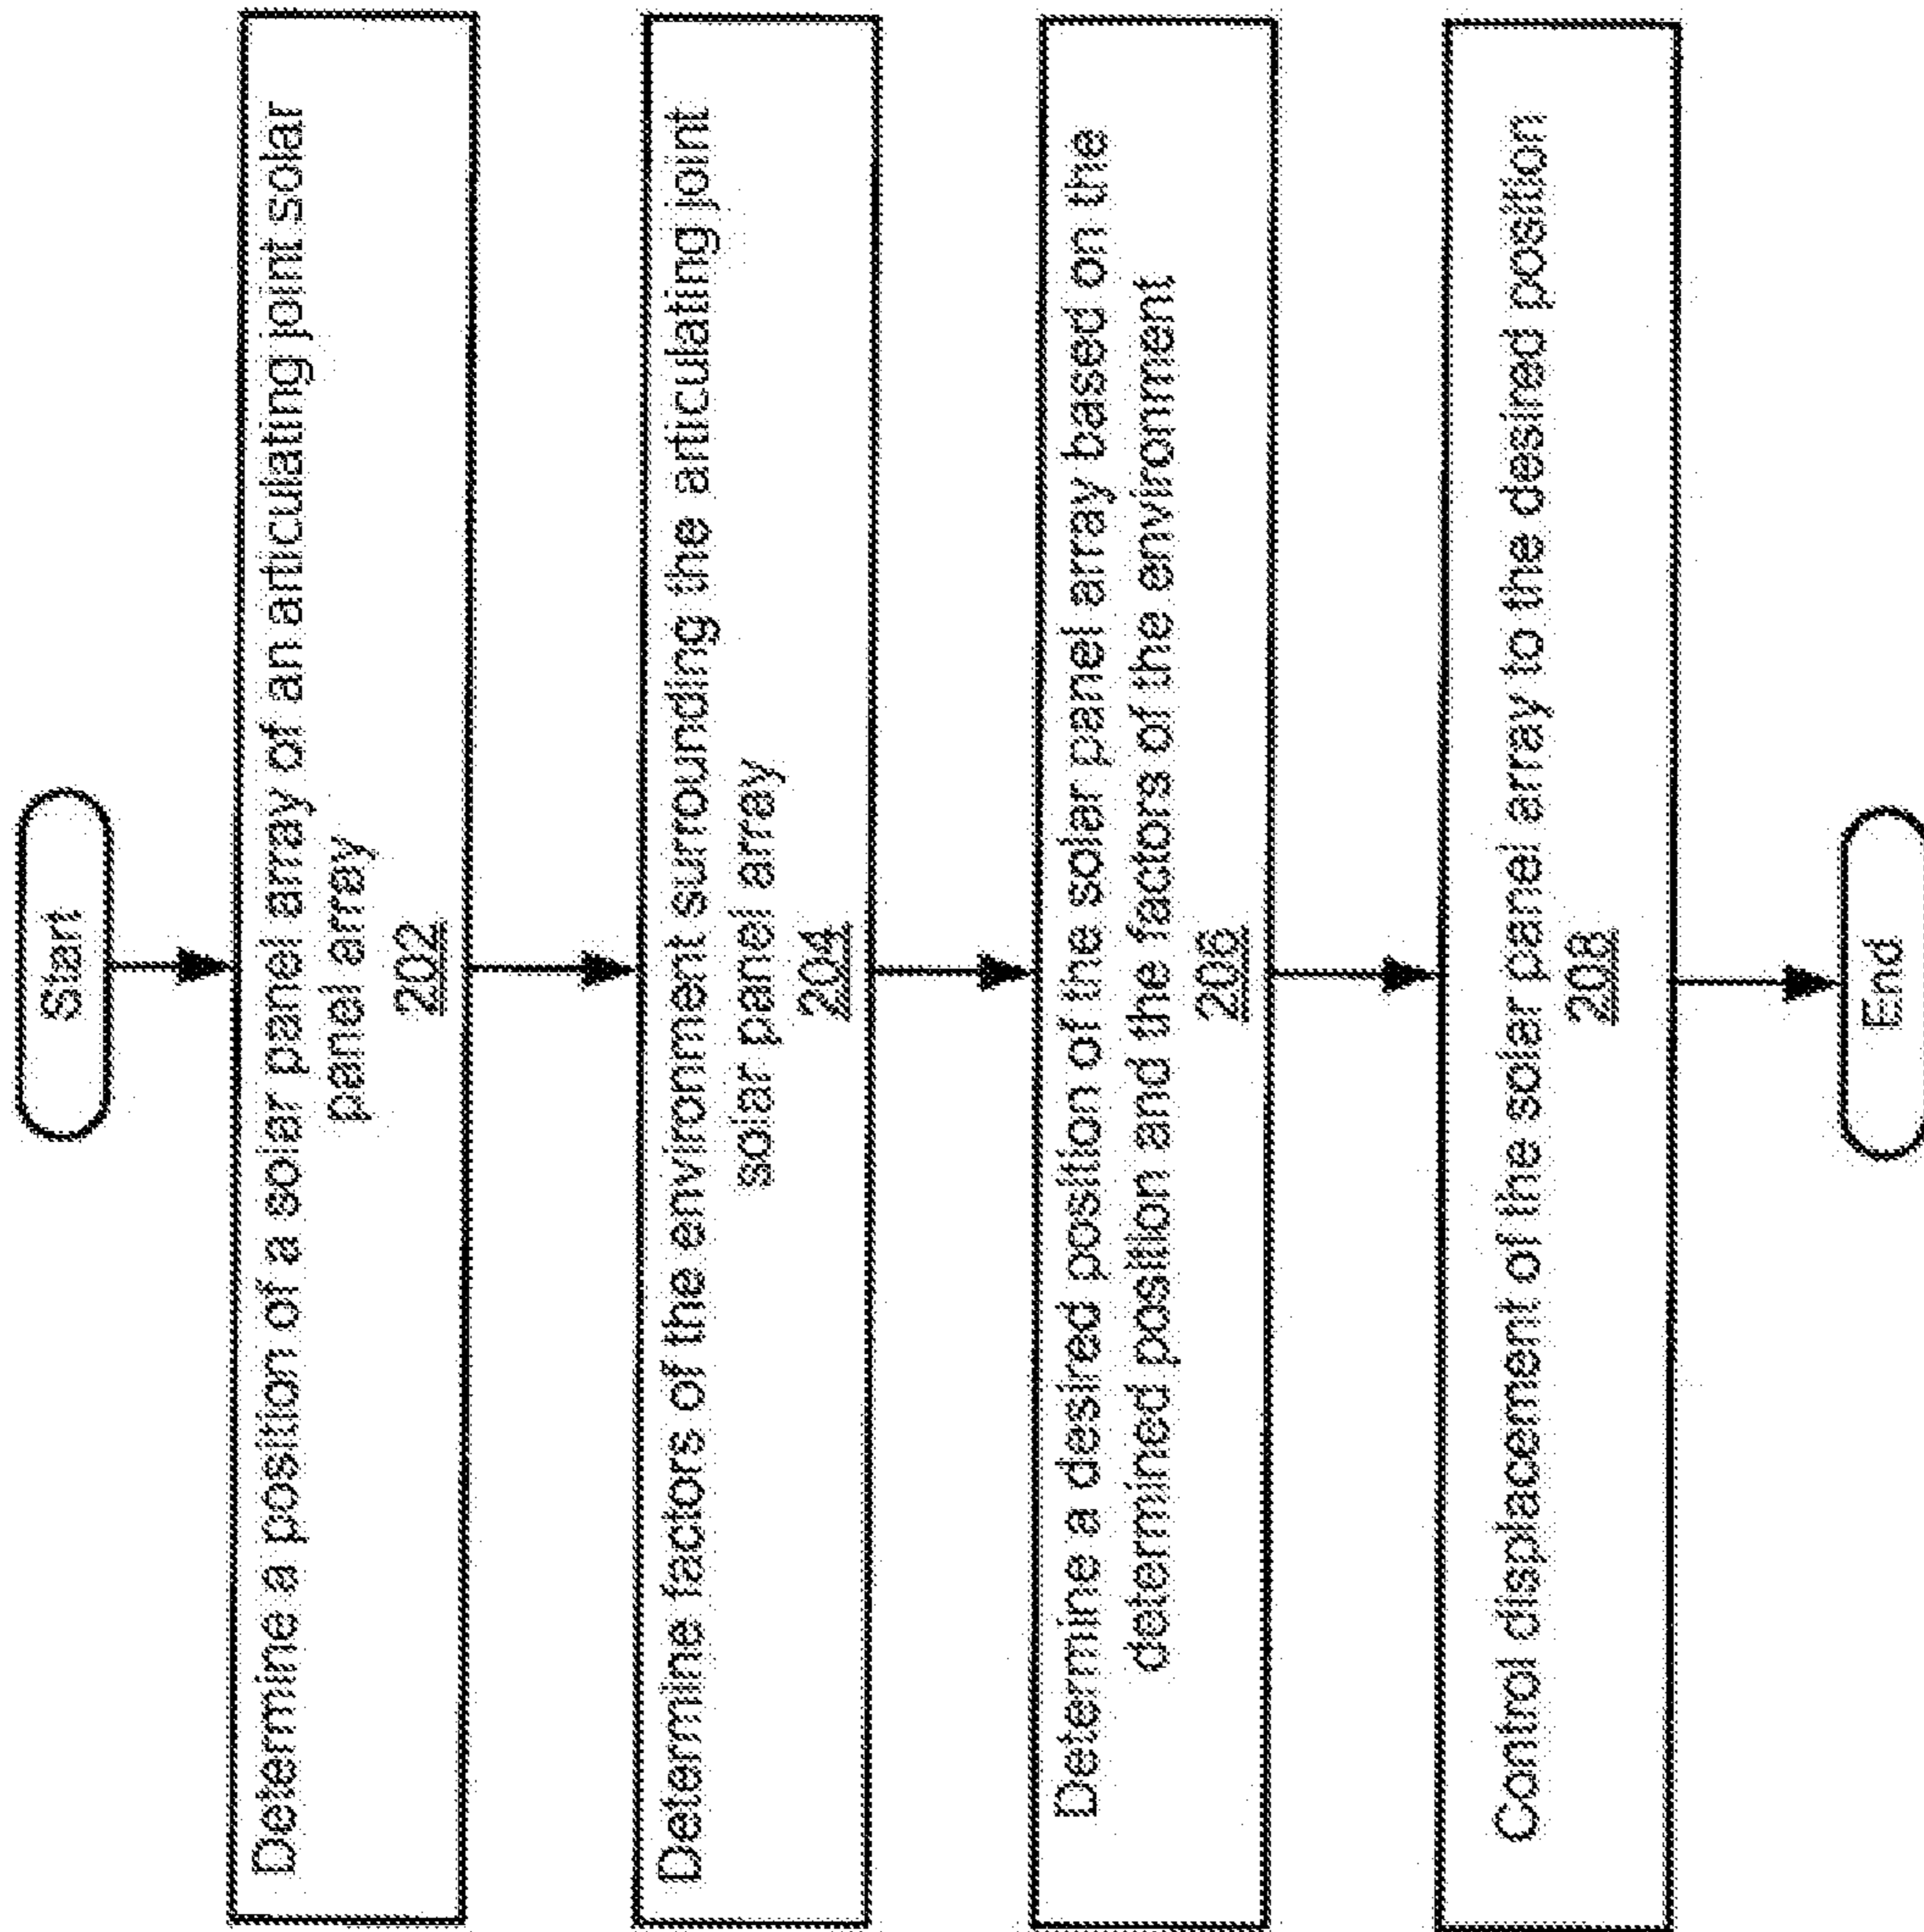 Start
Determine a position of a solar panel array of an articulating joint solar
panel array
202
Determine factors of the environment surrounding the articulating joint
solar panel array
204
Determine a desired position of the solar panel array based on the
determined position and the factors of the environment
206
Control displacement of the solar panel array to the desired position
208
End